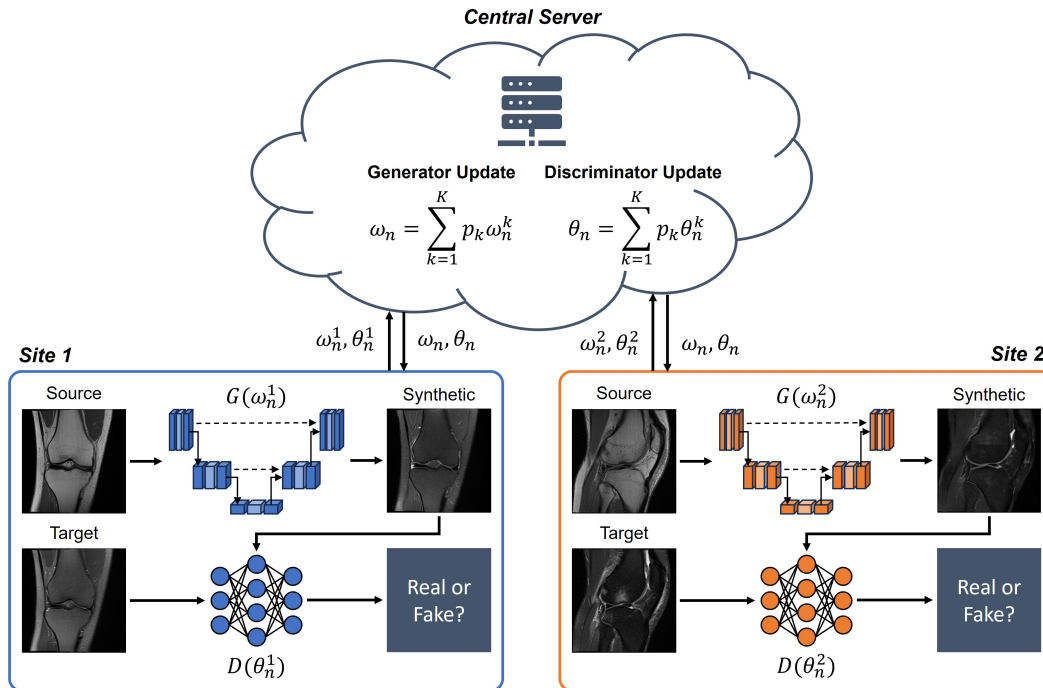 Central Server
Generator Update
Discriminator Update
ω_n = \sum_{k=1}^{K} p_k ω_n^k
θ_n = \sum_{k=1}^{K} p_k θ_n^k
ω_n^1, θ_n^1
ω_n, θ_n
ω_n^2, θ_n^2
ω_n, θ_n
Site 1
Source
G(ω_n^1)
Synthetic
Target
Real or
Fake?
D(θ_n^1)
Site 2
Source
G(ω_n^2)
Synthetic
Target
Real or
Fake?
D(θ_n^2)